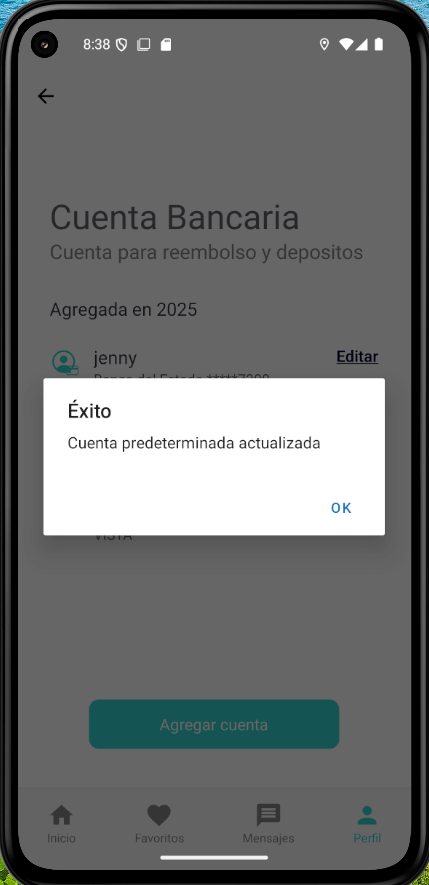 8:38
Cuenta Bancaria
Cuenta para reembolso y depositos
Agregada en 2025
jenny
Editar
Éxito
Cuenta predeterminada actualizada
OK
VISTA
Agregar cuenta
Inicio
Favoritos
Mensajes
Perfil